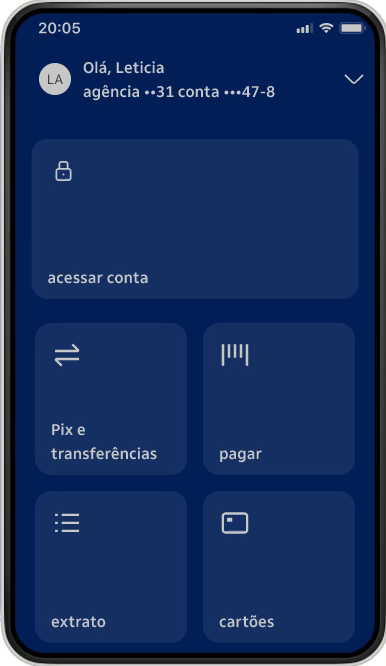 20:05
LA
Olá, Leticia
agência ••31 conta •••47-8
acessar conta
Pix e
transferências
pagar
extrato
cartões